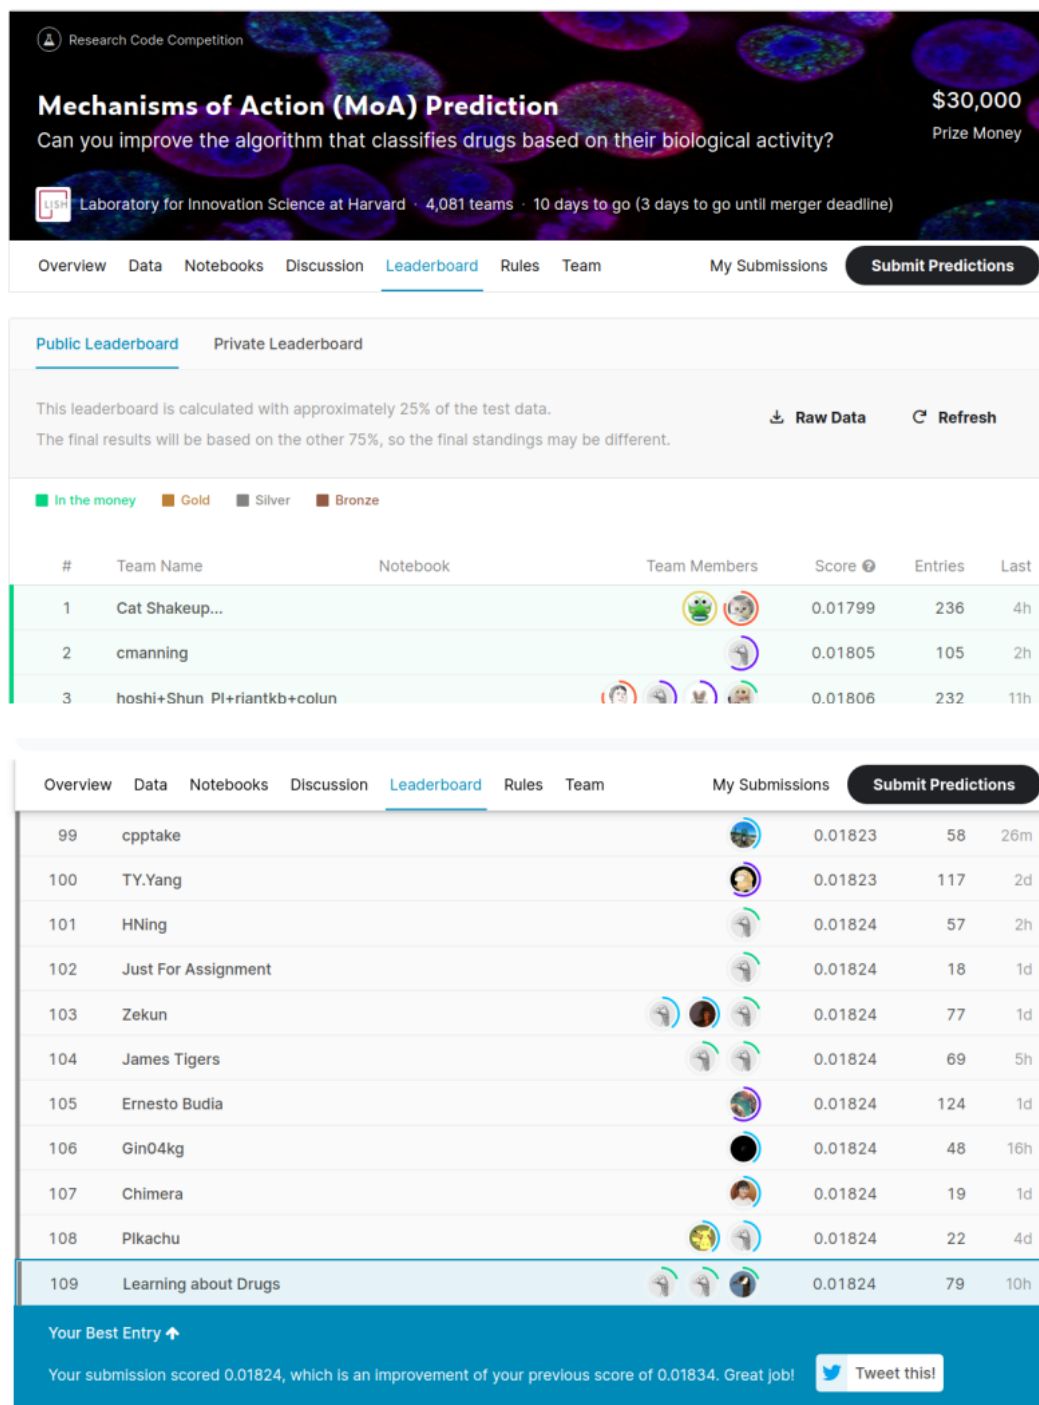 Research Code Competition
Mechanisms of Action (MoA) Prediction
$30,000
Can you improve the algorithm that classifies drugs based on their biological activity?
Prize Money
LISH Laboratory for Innovation Science at Harvard · 4,081 teams · 10 days to go (3 days to go until merger deadline)
Overview Data Notebooks Discussion Leaderboard Rules Team My Submissions Submit Predictions
Public Leaderboard Private Leaderboard
This leaderboard is calculated with approximately 25% of the test data.
The final results will be based on the other 75%, so the final standings may be different.
Raw Data Refresh
In the money Gold Silver Bronze
# Team Name Notebook Team Members Score Entries Last
1 Cat Shakeup... 0.01799 236 4h
2 cmanning 0.01805 105 2h
3 hoshi+Shun_PI+riantkb+colun 0.01806 232 11h
Overview Data Notebooks Discussion Leaderboard Rules Team My Submissions Submit Predictions
99 cpptake 0.01823 58 26m
100 TY.Yang 0.01823 117 2d
101 HNing 0.01824 57 2h
102 Just For Assignment 0.01824 18 1d
103 Zekun 0.01824 77 1d
104 James Tigers 0.01824 69 5h
105 Ernesto Budia 0.01824 124 1d
106 Gin04kg 0.01824 48 16h
107 Chimera 0.01824 19 1d
108 PIkachu 0.01824 22 4d
109 Learning about Drugs 0.01824 79 10h
Your Best Entry
Your submission scored 0.01824, which is an improvement of your previous score of 0.01834. Great job!
Tweet this!